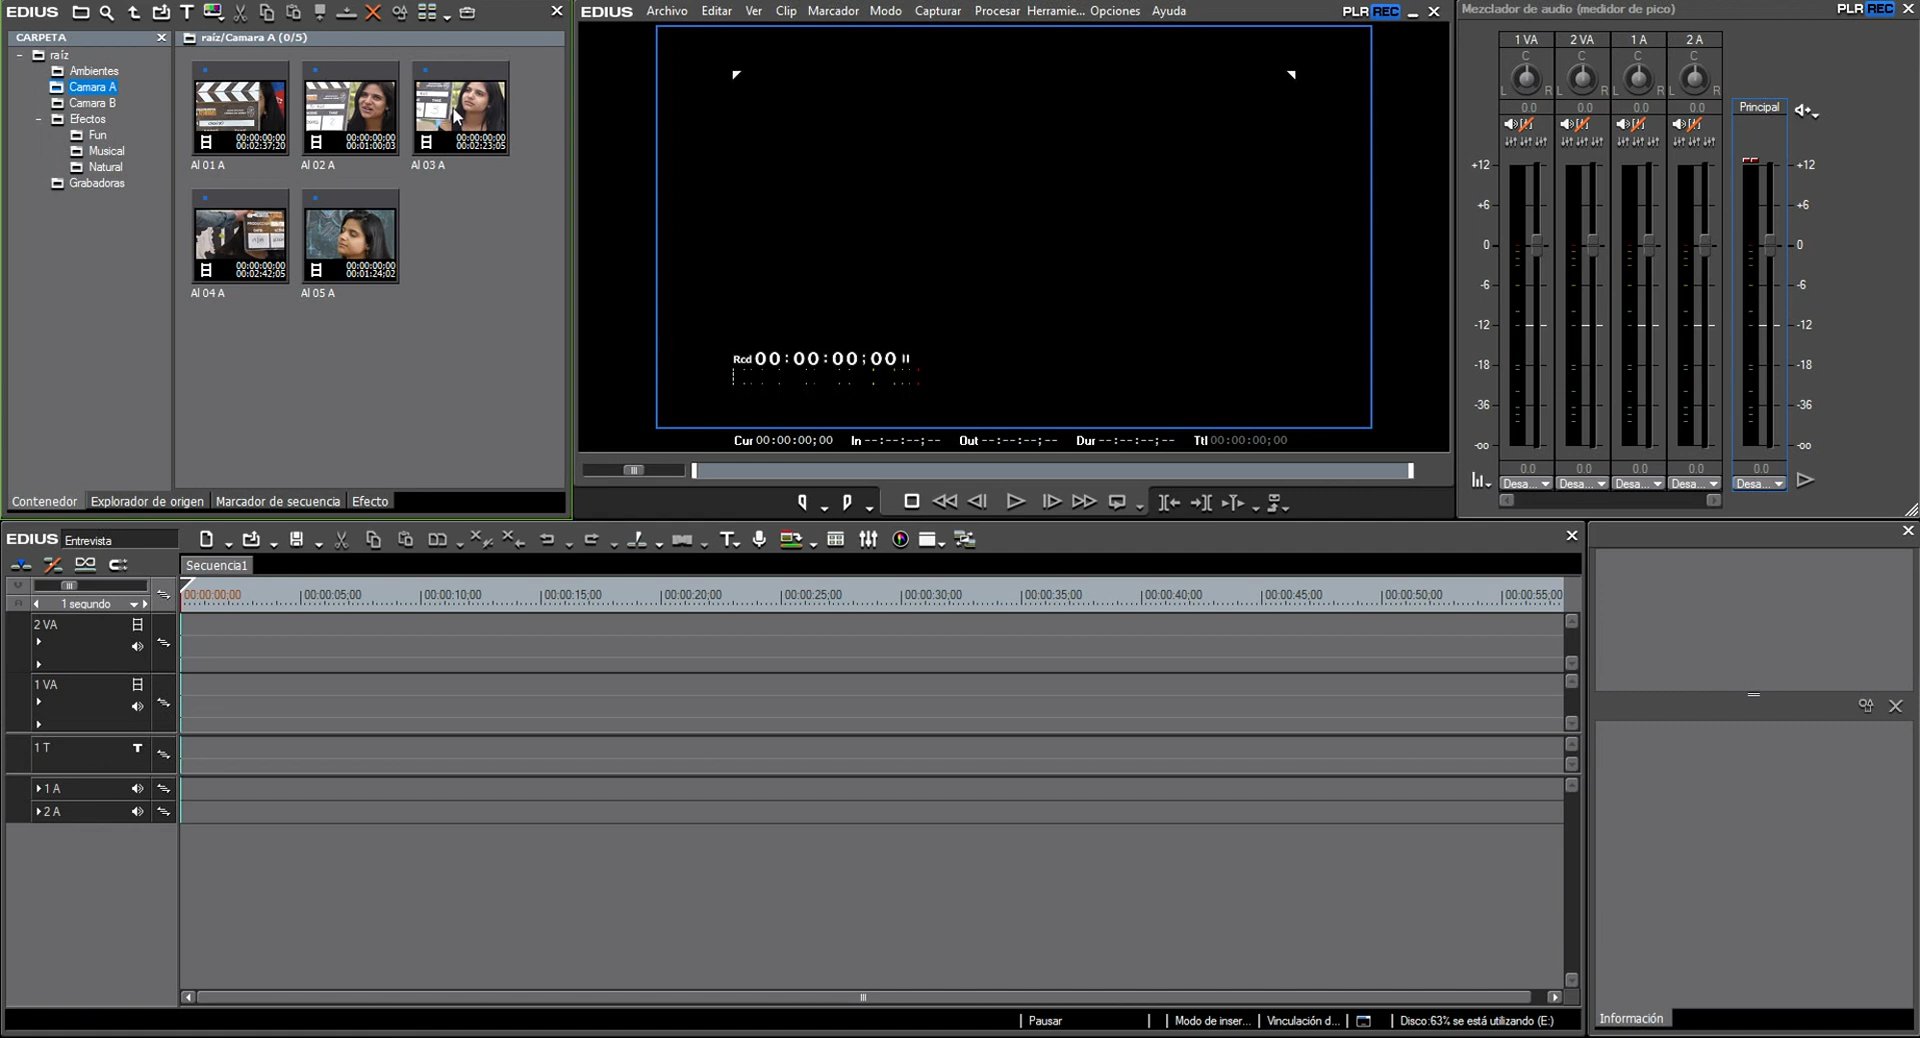 EDIUS
CARPETA
raíz
Ambientes
Camara A
Camara B
Efectos
Fun
Musical
Natural
Grabadoras
raíz/Camara A (0/5)
00:00:00;00
00:02:37;20
Al 01 A
00:00:00;00
00:01:00;03
Al 02 A
00:00:00;00
00:02:23;05
Al 03 A
00:00:00;00
00:02:42;05
Al 04 A
00:00:00;00
00:01:24;02
Al 05 A
Contenedor Explorador de origen Marcador de secuencia Efecto
EDIUS Archivo Editar Ver Clip Marcador Modo Capturar Procesar Herramie... Opciones Ayuda PLR REC
Rcd 00:00:00;00
Cur 00:00:00;00 In --:--:--;-- Out --:--:--;-- Dur --:--:--;-- Ttl 00:00:00;00
Mezclador de audio (medidor de pico) PLR REC
1 VA 2 VA 1 A 2 A
C C C C
L R L R L R L R
0.0 0.0 0.0 0.0
Principal
+12 +12
+6 +6
0 0
-6 -6
-12 -12
-18 -18
-36 -36
-oo -oo
0.0 0.0 0.0 0.0 0.0
Desa... Desa... Desa... Desa... Desa...
EDIUS Entrevista
Secuencia1
1 segundo
00:00:00;00 00:00:05;00 00:00:10;00 00:00:15;00 00:00:20;00 00:00:25;00 00:00:30;00 00:00:35;00 00:00:40;00 00:00:45;00 00:00:50;00 00:00:55;00
2 VA
1 VA
1 T T
1 A
2 A
Pausar Modo de inser... Vinculación d... Disco:63% se está utilizando (E:)
Información